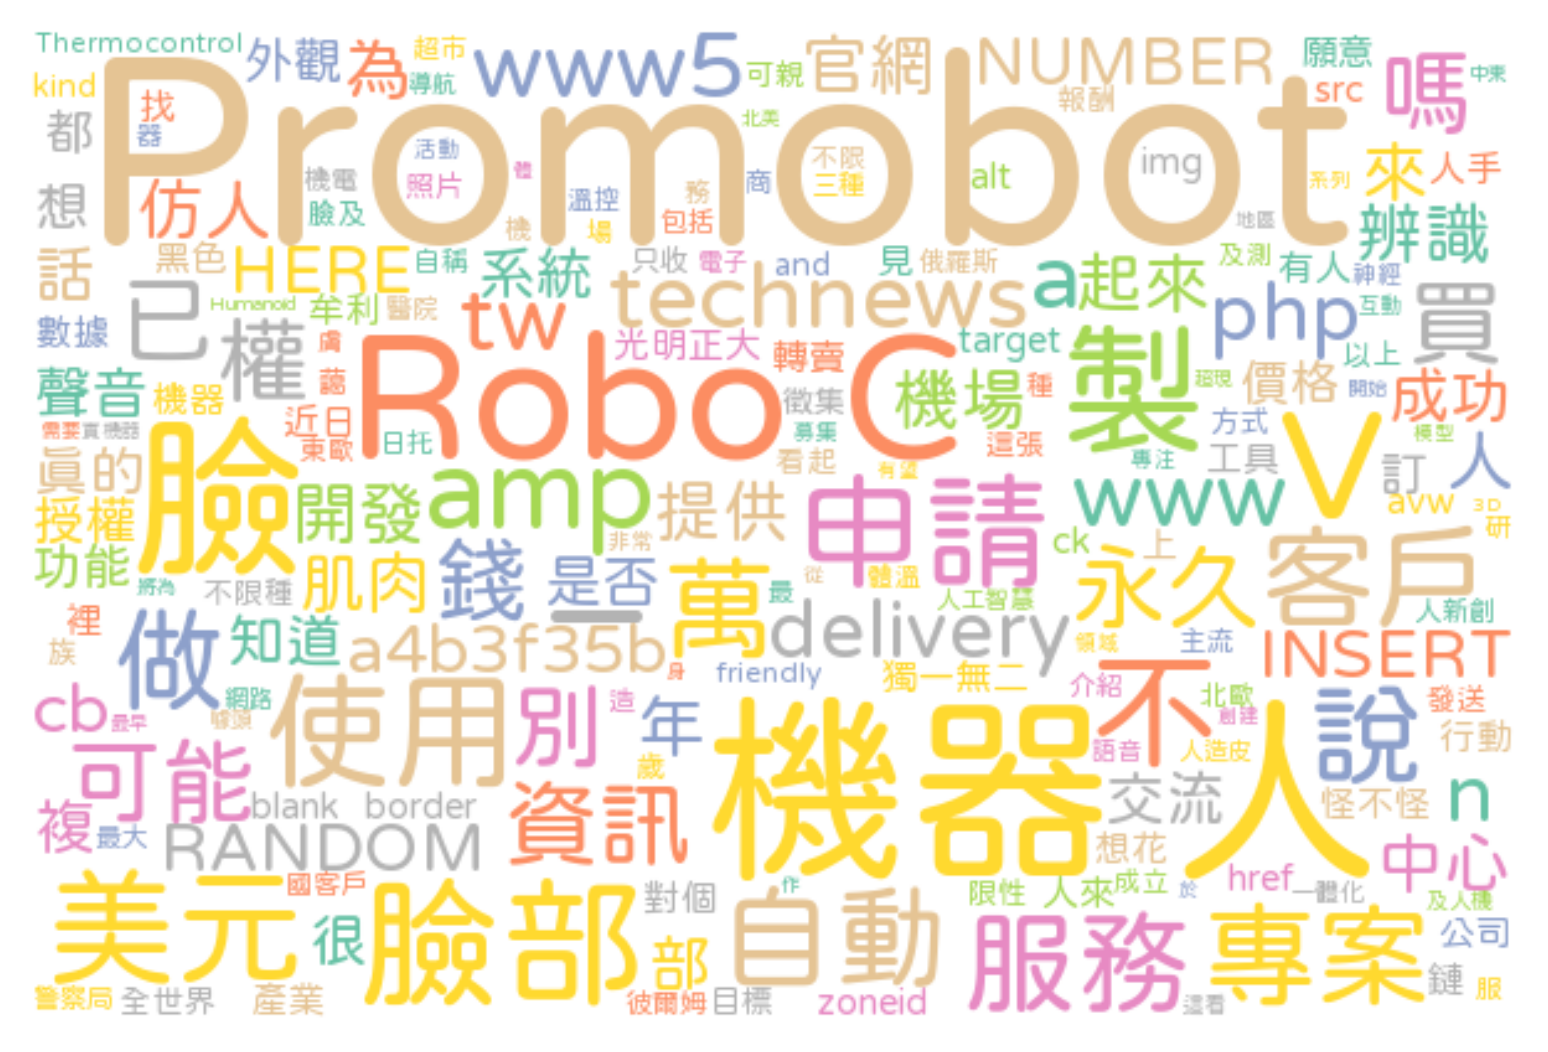 Thermocontrol 外觀 為 超市 www5 可親 官網 NUMBER 願意 嗎 中東
kind 找 導航 報酬 src
Promobot
都 器 活動 北美 不限 img 來 人手
想 仿人 機電 照片 體 溫控 務 商 三種 alt 系列
臉及 機 場 包括 地區 辨識
話 黑色 HERE 自稱 系統 只收 電子 and 見 俄羅斯 及測 有人 神經
已 Humanoid 牟利 醫院 tw technews a 起來 php 互動 買
數據 權 膚 光明正大 轉賣 target 製 以上
Robo C
聲音 機器 臉 徵集 機場 種 超現 價格 開始 成功
需要 賣機器 近日 東歐 日托 募集 這張 方式 模型
真的 臉 看起 有望 專注 工具 V 訂 人
授權 開發 amp 提供 申請 www avw 3D
功能 非常 ck 上 研
將為 不限種 肌肉 錢 是否 萬 最 從 體溫 人工智慧 永久 客戶
裡 做 知道 一 delivery 人新創
族 a4b3f35b 領域 主流 INSERT
cb 最早 網路 身 friendly 獨一無二 介紹 不 北歐 發送
噱頭 使用 別 造 年 創建 說
可能 歲 機器人 語音 人造皮 行動
複 最大 blank border 資訊 交流 怪不怪 n
RANDOM 想花 中心
美元 國客戶 臉部 對個 作 自動 限性 人來 成立 於 href 一體化 及人機
很 部 服務 專案 公司
警察局 全世界 產業 彼爾姆 目標 zoneid 這看 鏈 服